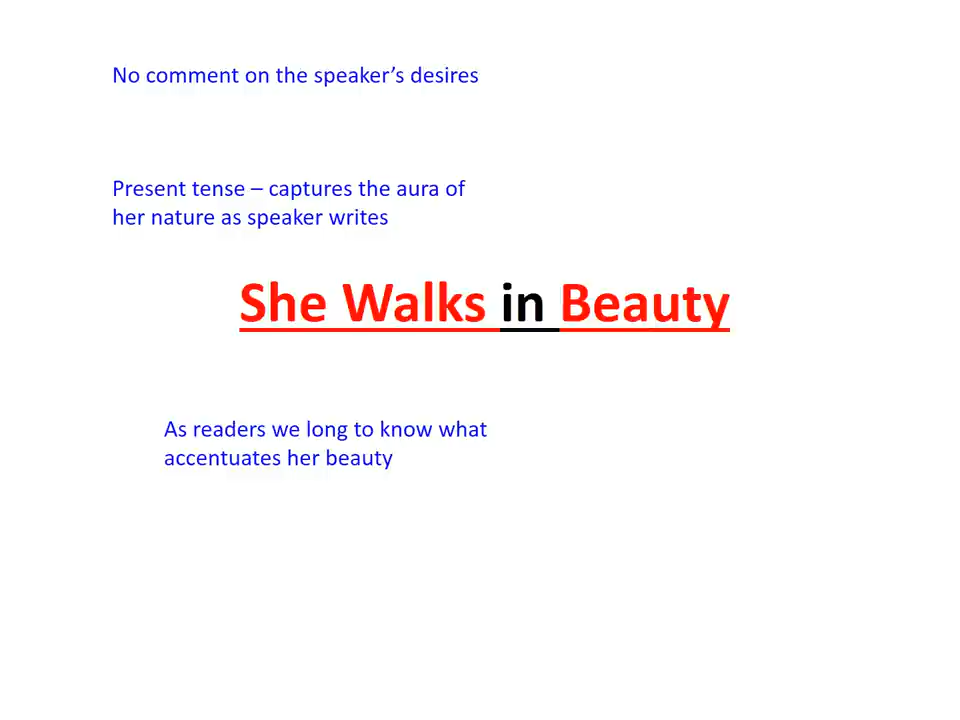 No comment on the speaker’s desires
Present tense – captures the aura of
her nature as speaker writes
She Walks in Beauty
As readers we long to know what
accentuates her beauty